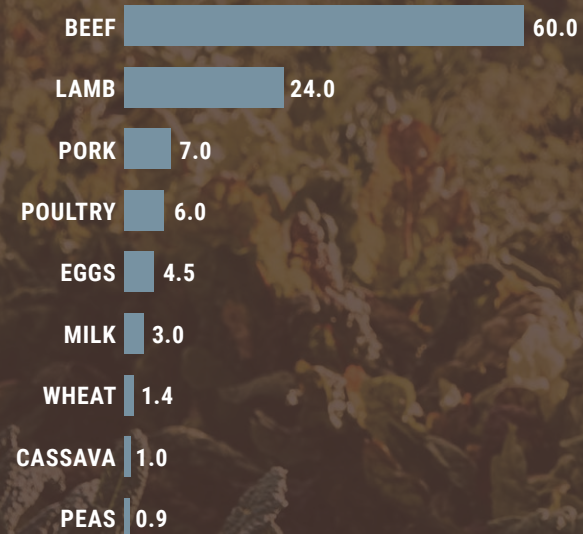 BEEF 60.0
LAMB 24.0
PORK 7.0
POULTRY 6.0
EGGS 4.5
MILK 3.0
WHEAT 1.4
CASSAVA 1.0
PEAS 0.9